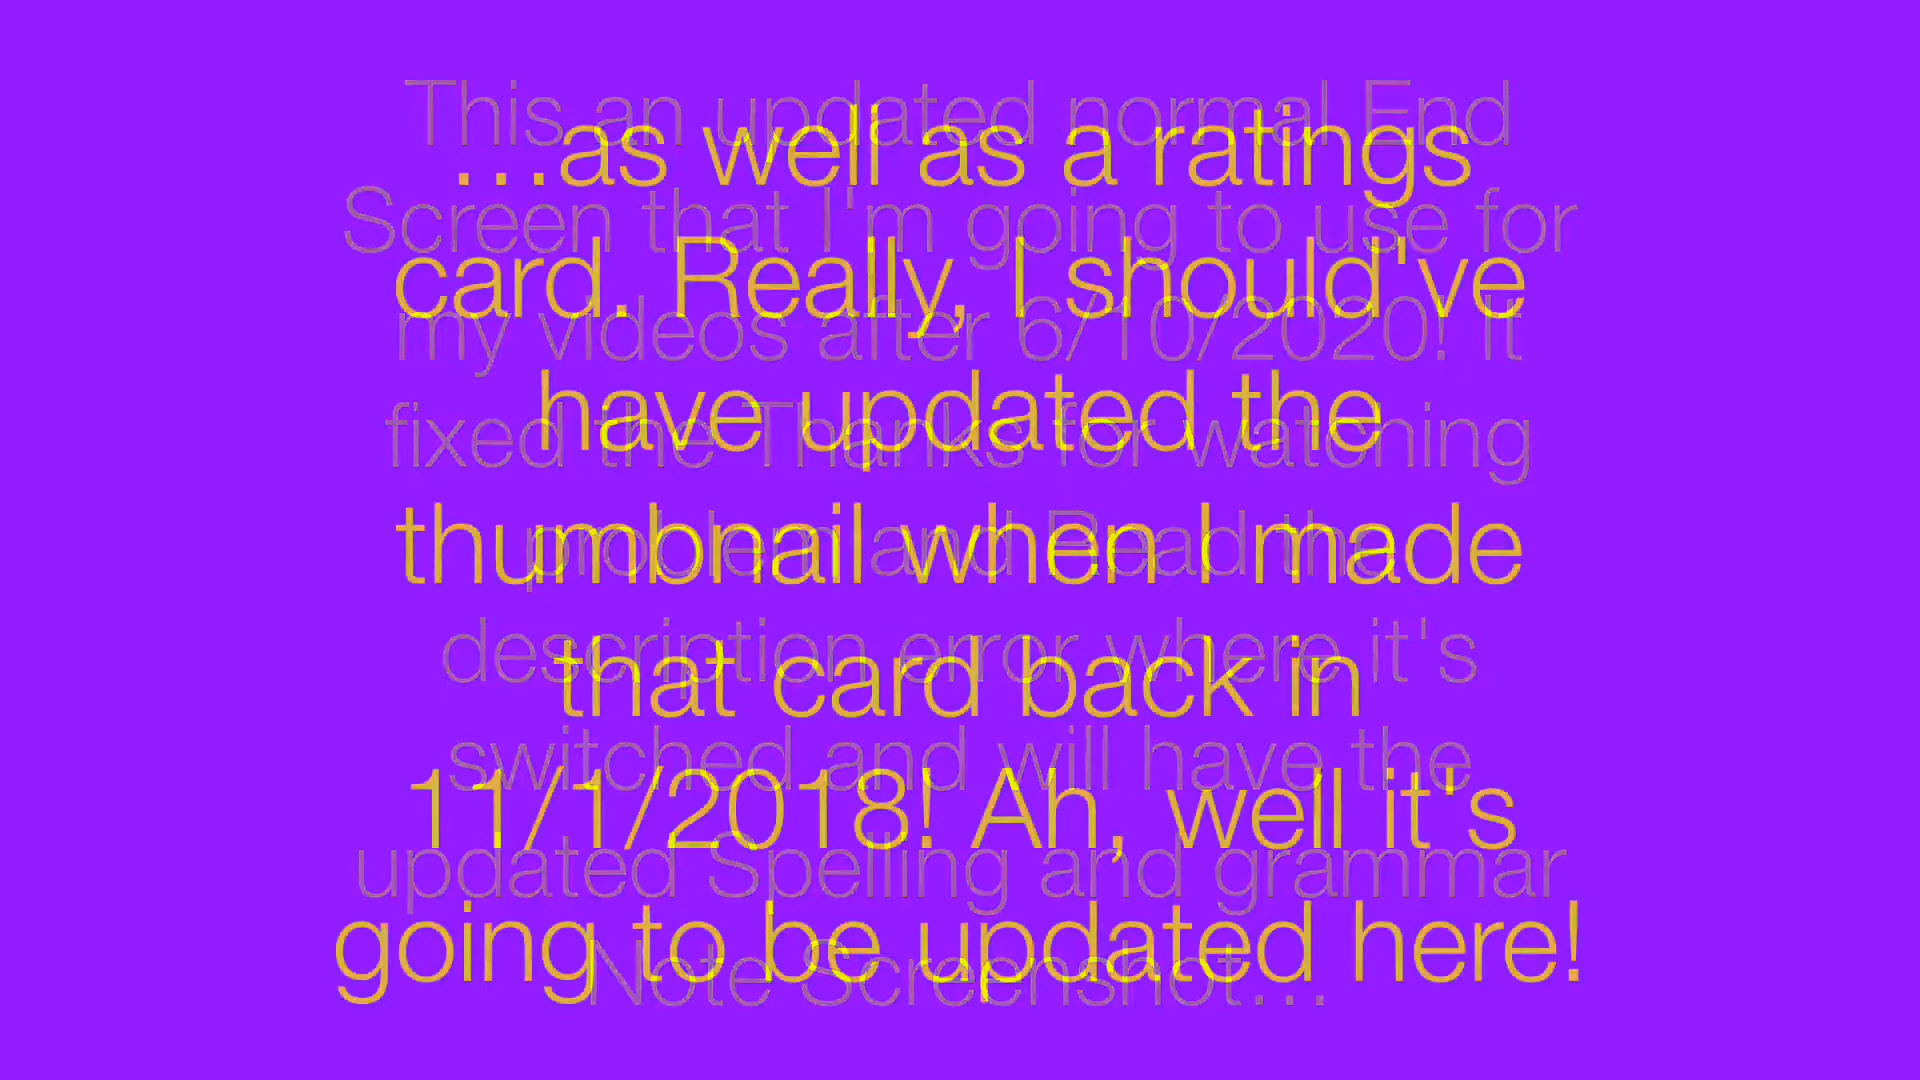 This an updated normal End
Screen that I'm going to use for
my videos after 6/10/2020! It
fixed the Thanks for watching
problem and Read the
description error where it's
switched and will have the
updated Spelling and grammar
Note Screenshot...
...as well as a ratings
card. Really, I should've
have updated the
thumbnail when I made
that card back in
11/1/2018! Ah, well it's
going to be updated here!